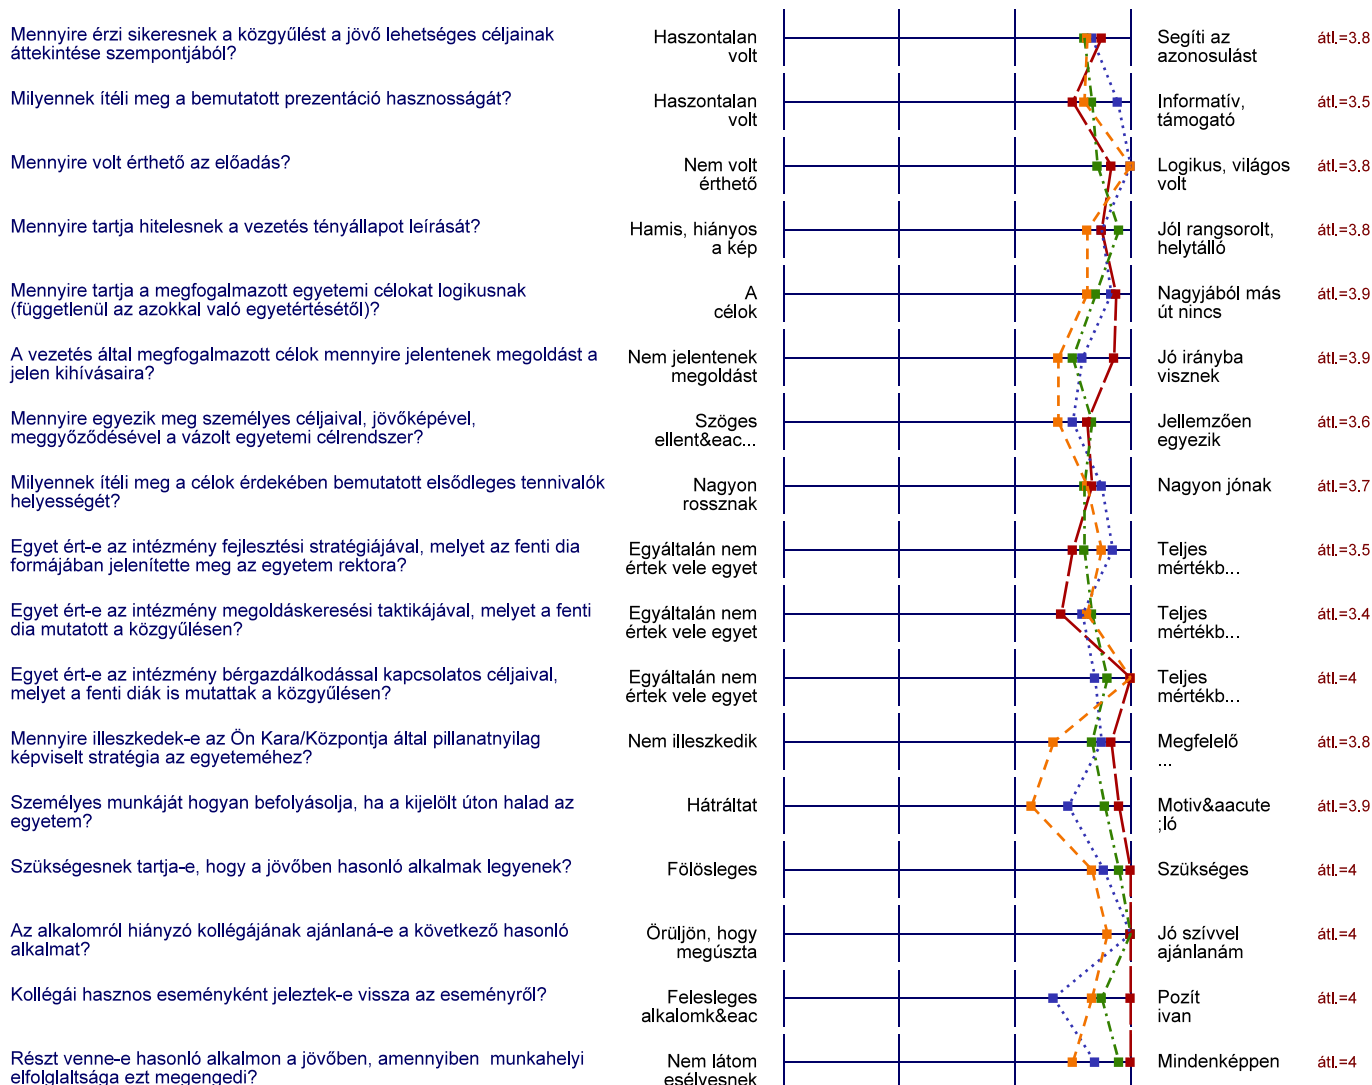 Mennyire érzi sikeresnek a közgyűlést a jövő lehetséges céljainak
áttekintése szempontjából?
Haszontalan
volt
Segíti az
azonosulást
átl.=3.8
Milyennek ítéli meg a bemutatott prezentáció hasznosságát?
Haszontalan
volt
Informatív,
támogató
átl.=3.5
Mennyire volt érthető az előadás?
Nem volt
érthető
Logikus, világos
volt
átl.=3.8
Mennyire tartja hitelesnek a vezetés tényállapot leírását?
Hamis, hiányos
a kép
Jól rangsorolt,
helytálló
átl.=3.8
Mennyire tartja a megfogalmazott egyetemi célokat logikusnak
(függetlenül az azokkal való egyetértésétől)?
A
célok
Nagyjából más
út nincs
átl.=3.9
A vezetés által megfogalmazott célok mennyire jelentenek megoldást a
jelen kihívásaira?
Nem jelentenek
megoldást
Jó irányba
visznek
átl.=3.9
Mennyire egyezik meg személyes céljaival, jövőképével,
meggyőződésével a vázolt egyetemi célrendszer?
Szöges
ellent&eac...
Jellemzően
egyezik
átl.=3.6
Milyennek ítéli meg a célok érdekében bemutatott elsődleges tennivalók
helyességét?
Nagyon
rossznak
Nagyon jónak
átl.=3.7
Egyet ért-e az intézmény fejlesztési stratégiájával, melyet az fenti dia
formájában jelenítette meg az egyetem rektora?
Egyáltalán nem
értek vele egyet
Teljes
mértékb...
átl.=3.5
Egyet ért-e az intézmény megoldáskeresési taktikájával, melyet a fenti
dia mutatott a közgyűlésen?
Egyáltalán nem
értek vele egyet
Teljes
mértékb...
átl.=3.4
Egyet ért-e az intézmény bérgazdálkodással kapcsolatos céljaival,
melyet a fenti diák is mutattak a közgyűlésen?
Egyáltalán nem
értek vele egyet
Teljes
mértékb...
átl.=4
Mennyire illeszkedek-e az Ön Kara/Központja által pillanatnyilag
képviselt stratégia az egyeteméhez?
Nem illeszkedik
Megfelelő
...
átl.=3.8
Személyes munkáját hogyan befolyásolja, ha a kijelölt úton halad az
egyetem?
Hátráltat
Motiv&aacute
;ló
átl.=3.9
Szükségesnek tartja-e, hogy a jövőben hasonló alkalmak legyenek?
Fölösleges
Szükséges
átl.=4
Az alkalomról hiányzó kollégájának ajánlaná-e a következő hasonló
alkalmat?
Örüljön, hogy
megúszta
Jó szívvel
ajánlanám
átl.=4
Kollégái hasznos eseményként jeleztek-e vissza az eseményről?
Felesleges
alkalomk&eac
Pozít
ivan
átl.=4
Részt venne-e hasonló alkalmon a jövőben, amennyiben munkahelyi
elfoglaltsága ezt megengedi?
Nem látom
esélyesnek
Mindenképpen
átl.=4